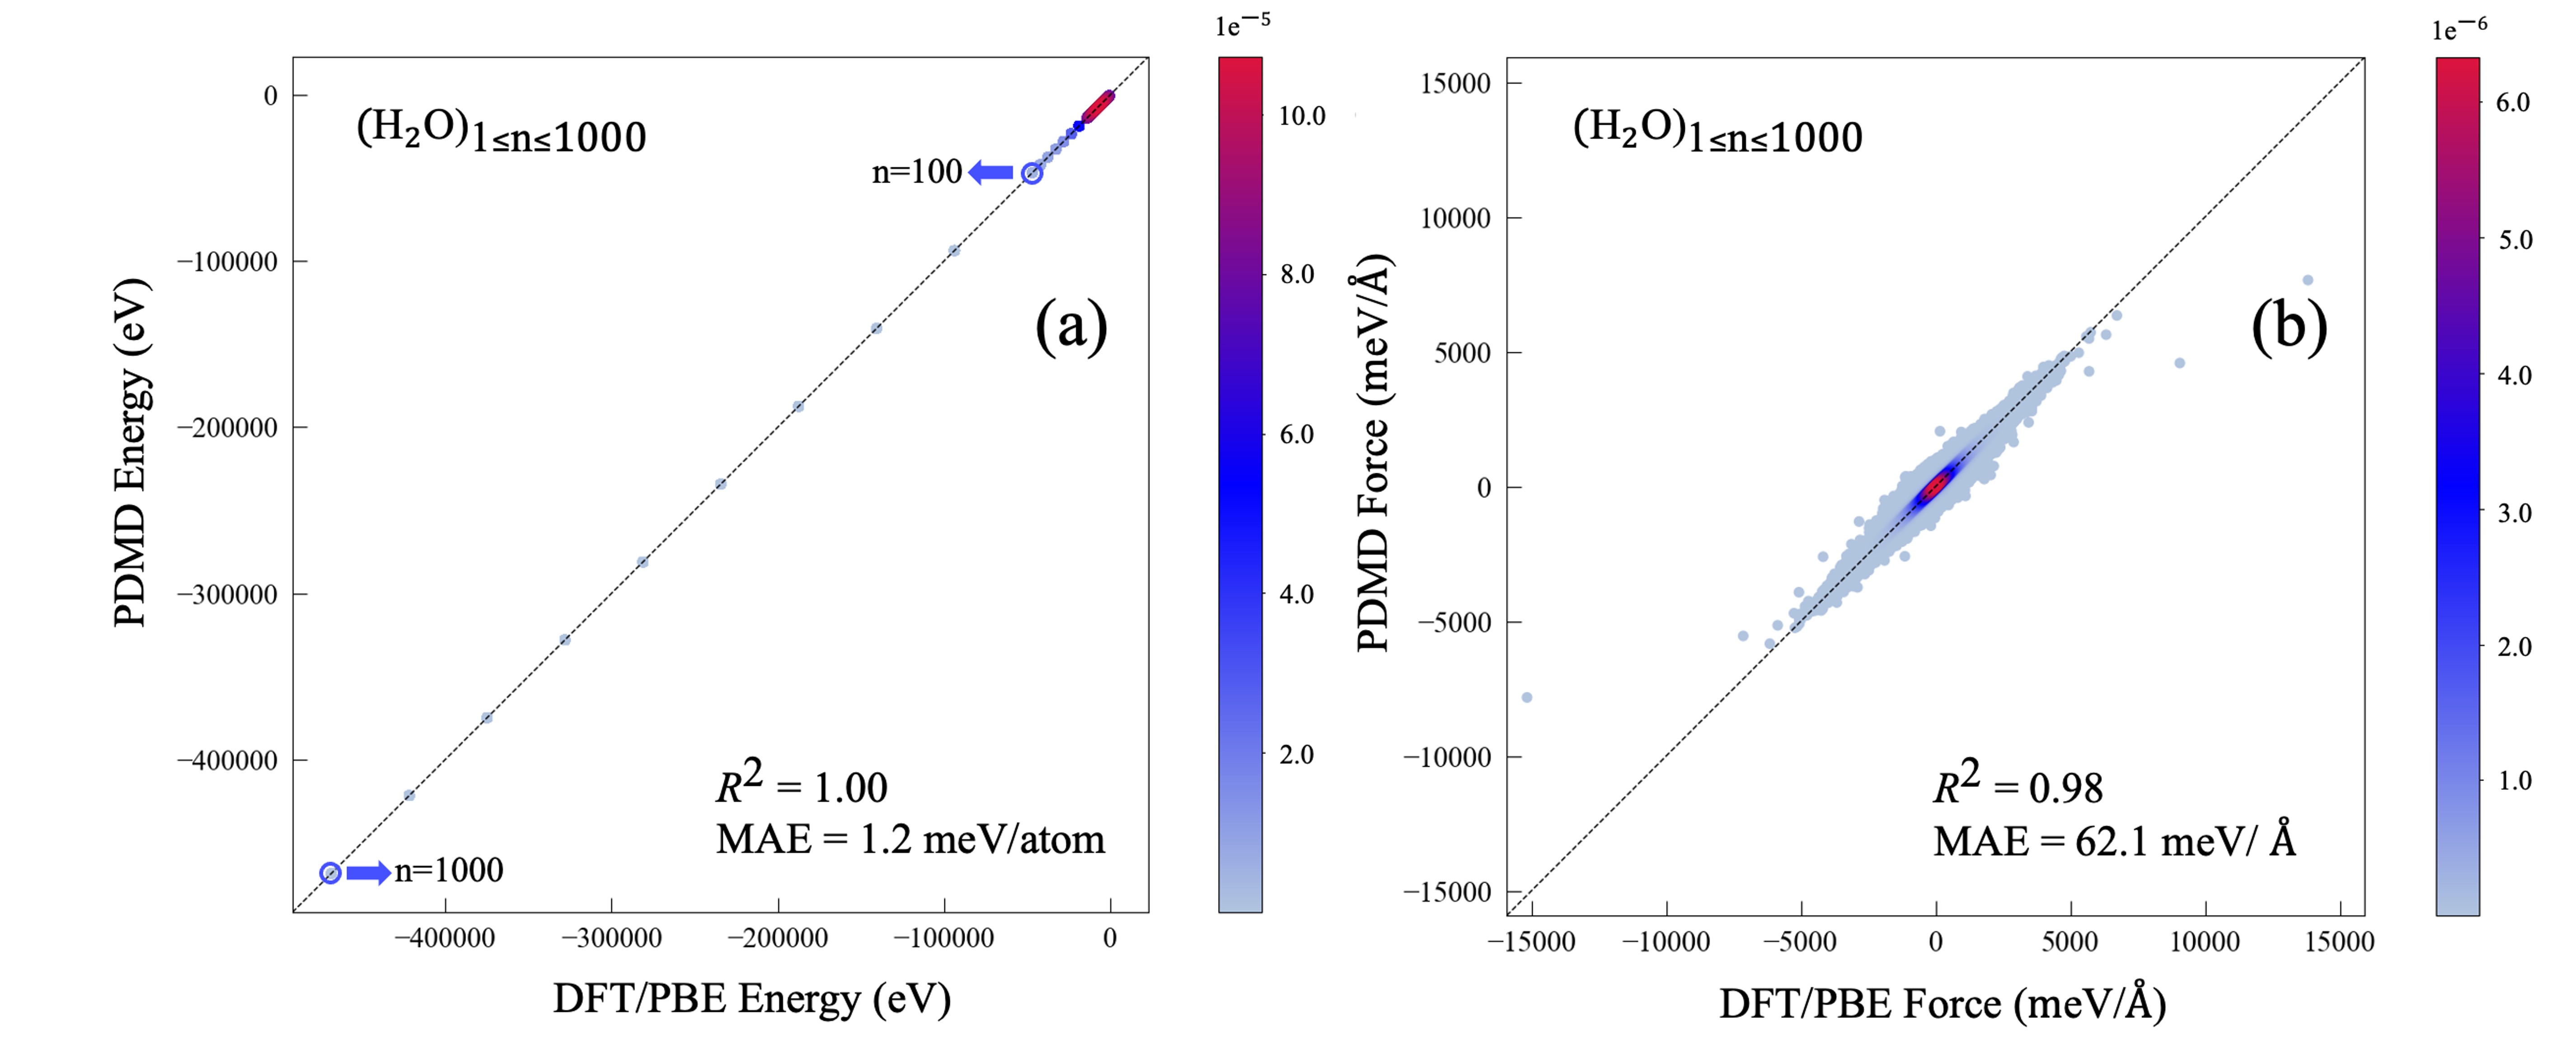 1e−5
(H2O)1≤n≤1000
n=100
(a)
0
−100000
−200000
−300000
−400000
PDMD Energy (eV)
R2 = 1.00
MAE = 1.2 meV/atom
n=1000
−400000
−300000
−200000
−100000
0
DFT/PBE Energy (eV)
10.0
8.0
6.0
4.0
2.0
1e−6
(H2O)1≤n≤1000
(b)
15000
10000
5000
0
−5000
−10000
−15000
PDMD Force (meV/Å)
R2 = 0.98
MAE = 62.1 meV/ Å
−15000
−10000
−5000
0
5000
10000
15000
DFT/PBE Force (meV/Å)
6.0
5.0
4.0
3.0
2.0
1.0